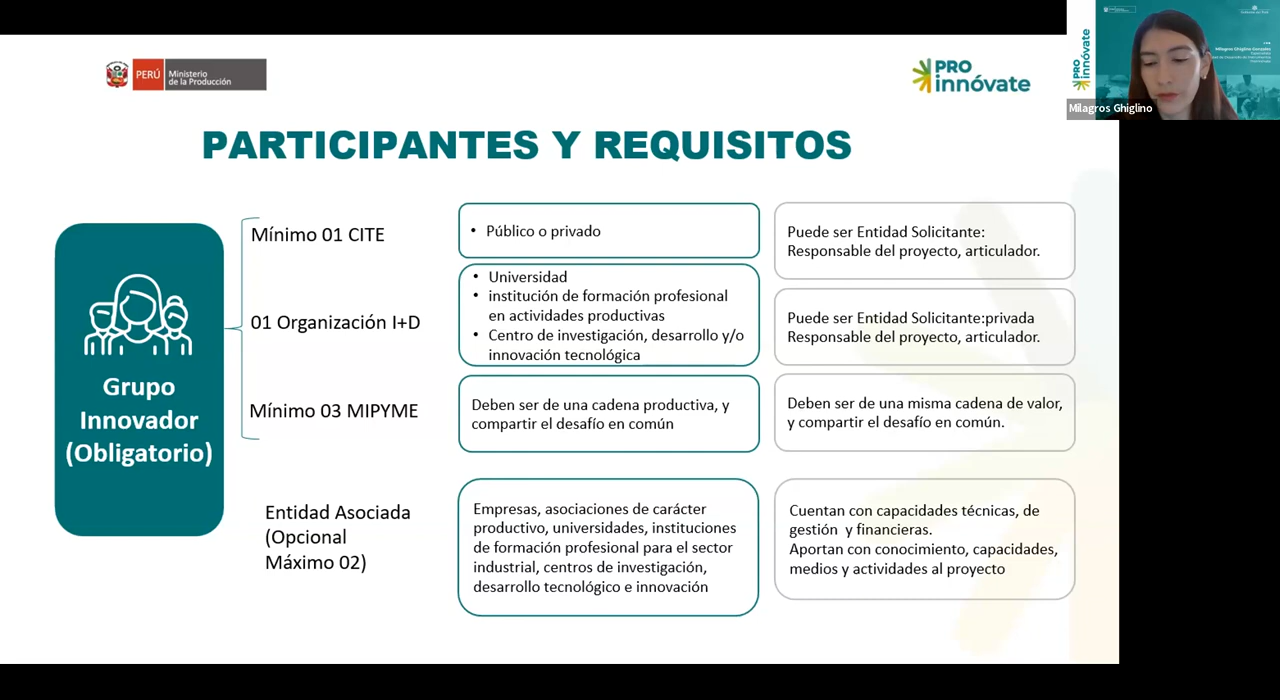 PERÚ
Ministerio
de la Producción
PRO
innóvate
PRO
innóvate
Milagros Ghiglino Gonzales
Milagros Ghiglino
PARTICIPANTES Y REQUISITOS
Grupo
Innovador
(Obligatorio)
Mínimo 01 CITE
• Público o privado
Puede ser Entidad Solicitante:
Responsable del proyecto, articulador.
01 Organización I+D
• Universidad
• institución de formación profesional
en actividades productivas
• Centro de investigación, desarrollo y/o
innovación tecnológica
Puede ser Entidad Solicitante:privada
Responsable del proyecto, articulador.
Mínimo 03 MIPYME
Deben ser de una cadena productiva, y
compartir el desafío en común
Deben ser de una misma cadena de valor,
y compartir el desafío en común.
Entidad Asociada
(Opcional
Máximo 02)
Empresas, asociaciones de carácter
productivo, universidades, instituciones
de formación profesional para el sector
industrial, centros de investigación,
desarrollo tecnológico e innovación
Cuentan con capacidades técnicas, de
gestión y financieras.
Aportan con conocimiento, capacidades,
medios y actividades al proyecto